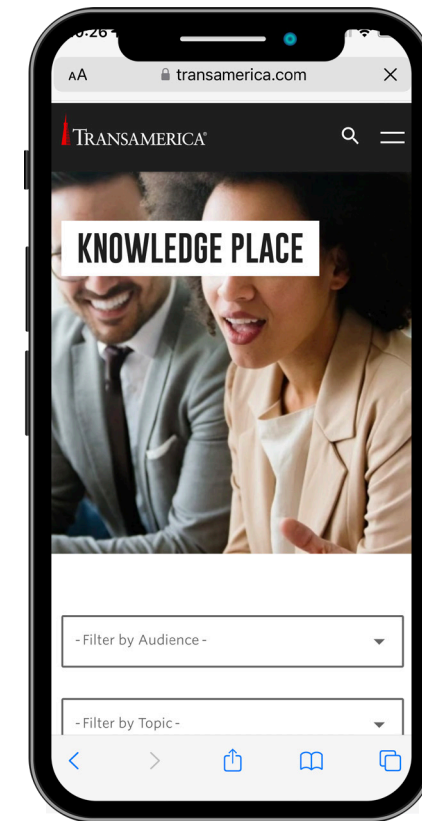 AA transamerica.com
TRANSAMERICA®
KNOWLEDGE PLACE
- Filter by Audience -
- Filter by Topic -